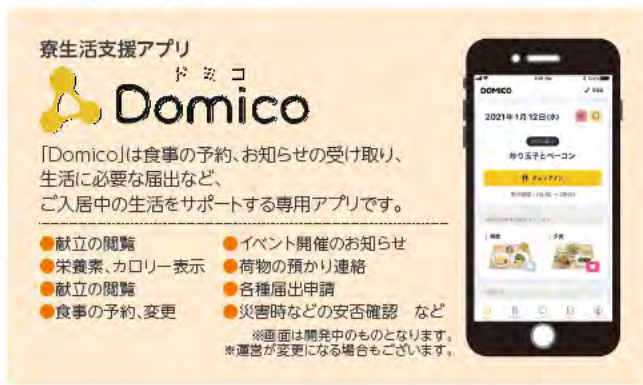 寮生活支援アプリ
ドミコ
Domico
「Domico」は食事の予約、お知らせの受け取り、
生活に必要な届出など、
ご入居中の生活をサポートする専用アプリです。
●献立の閲覧
●栄養素、カロリー表示
●献立の閲覧
●食事の予約、変更
●イベント開催のお知らせ
●荷物の預かり連絡
●各種届出申請
●災害時などの安否確認 など
※画面は開発中のものとなります。
※運営が変更になる場合もございます。
DOMICO
2021年1月12日(水)
炒り玉子とベーコン
チェックイン
朝食
夕食